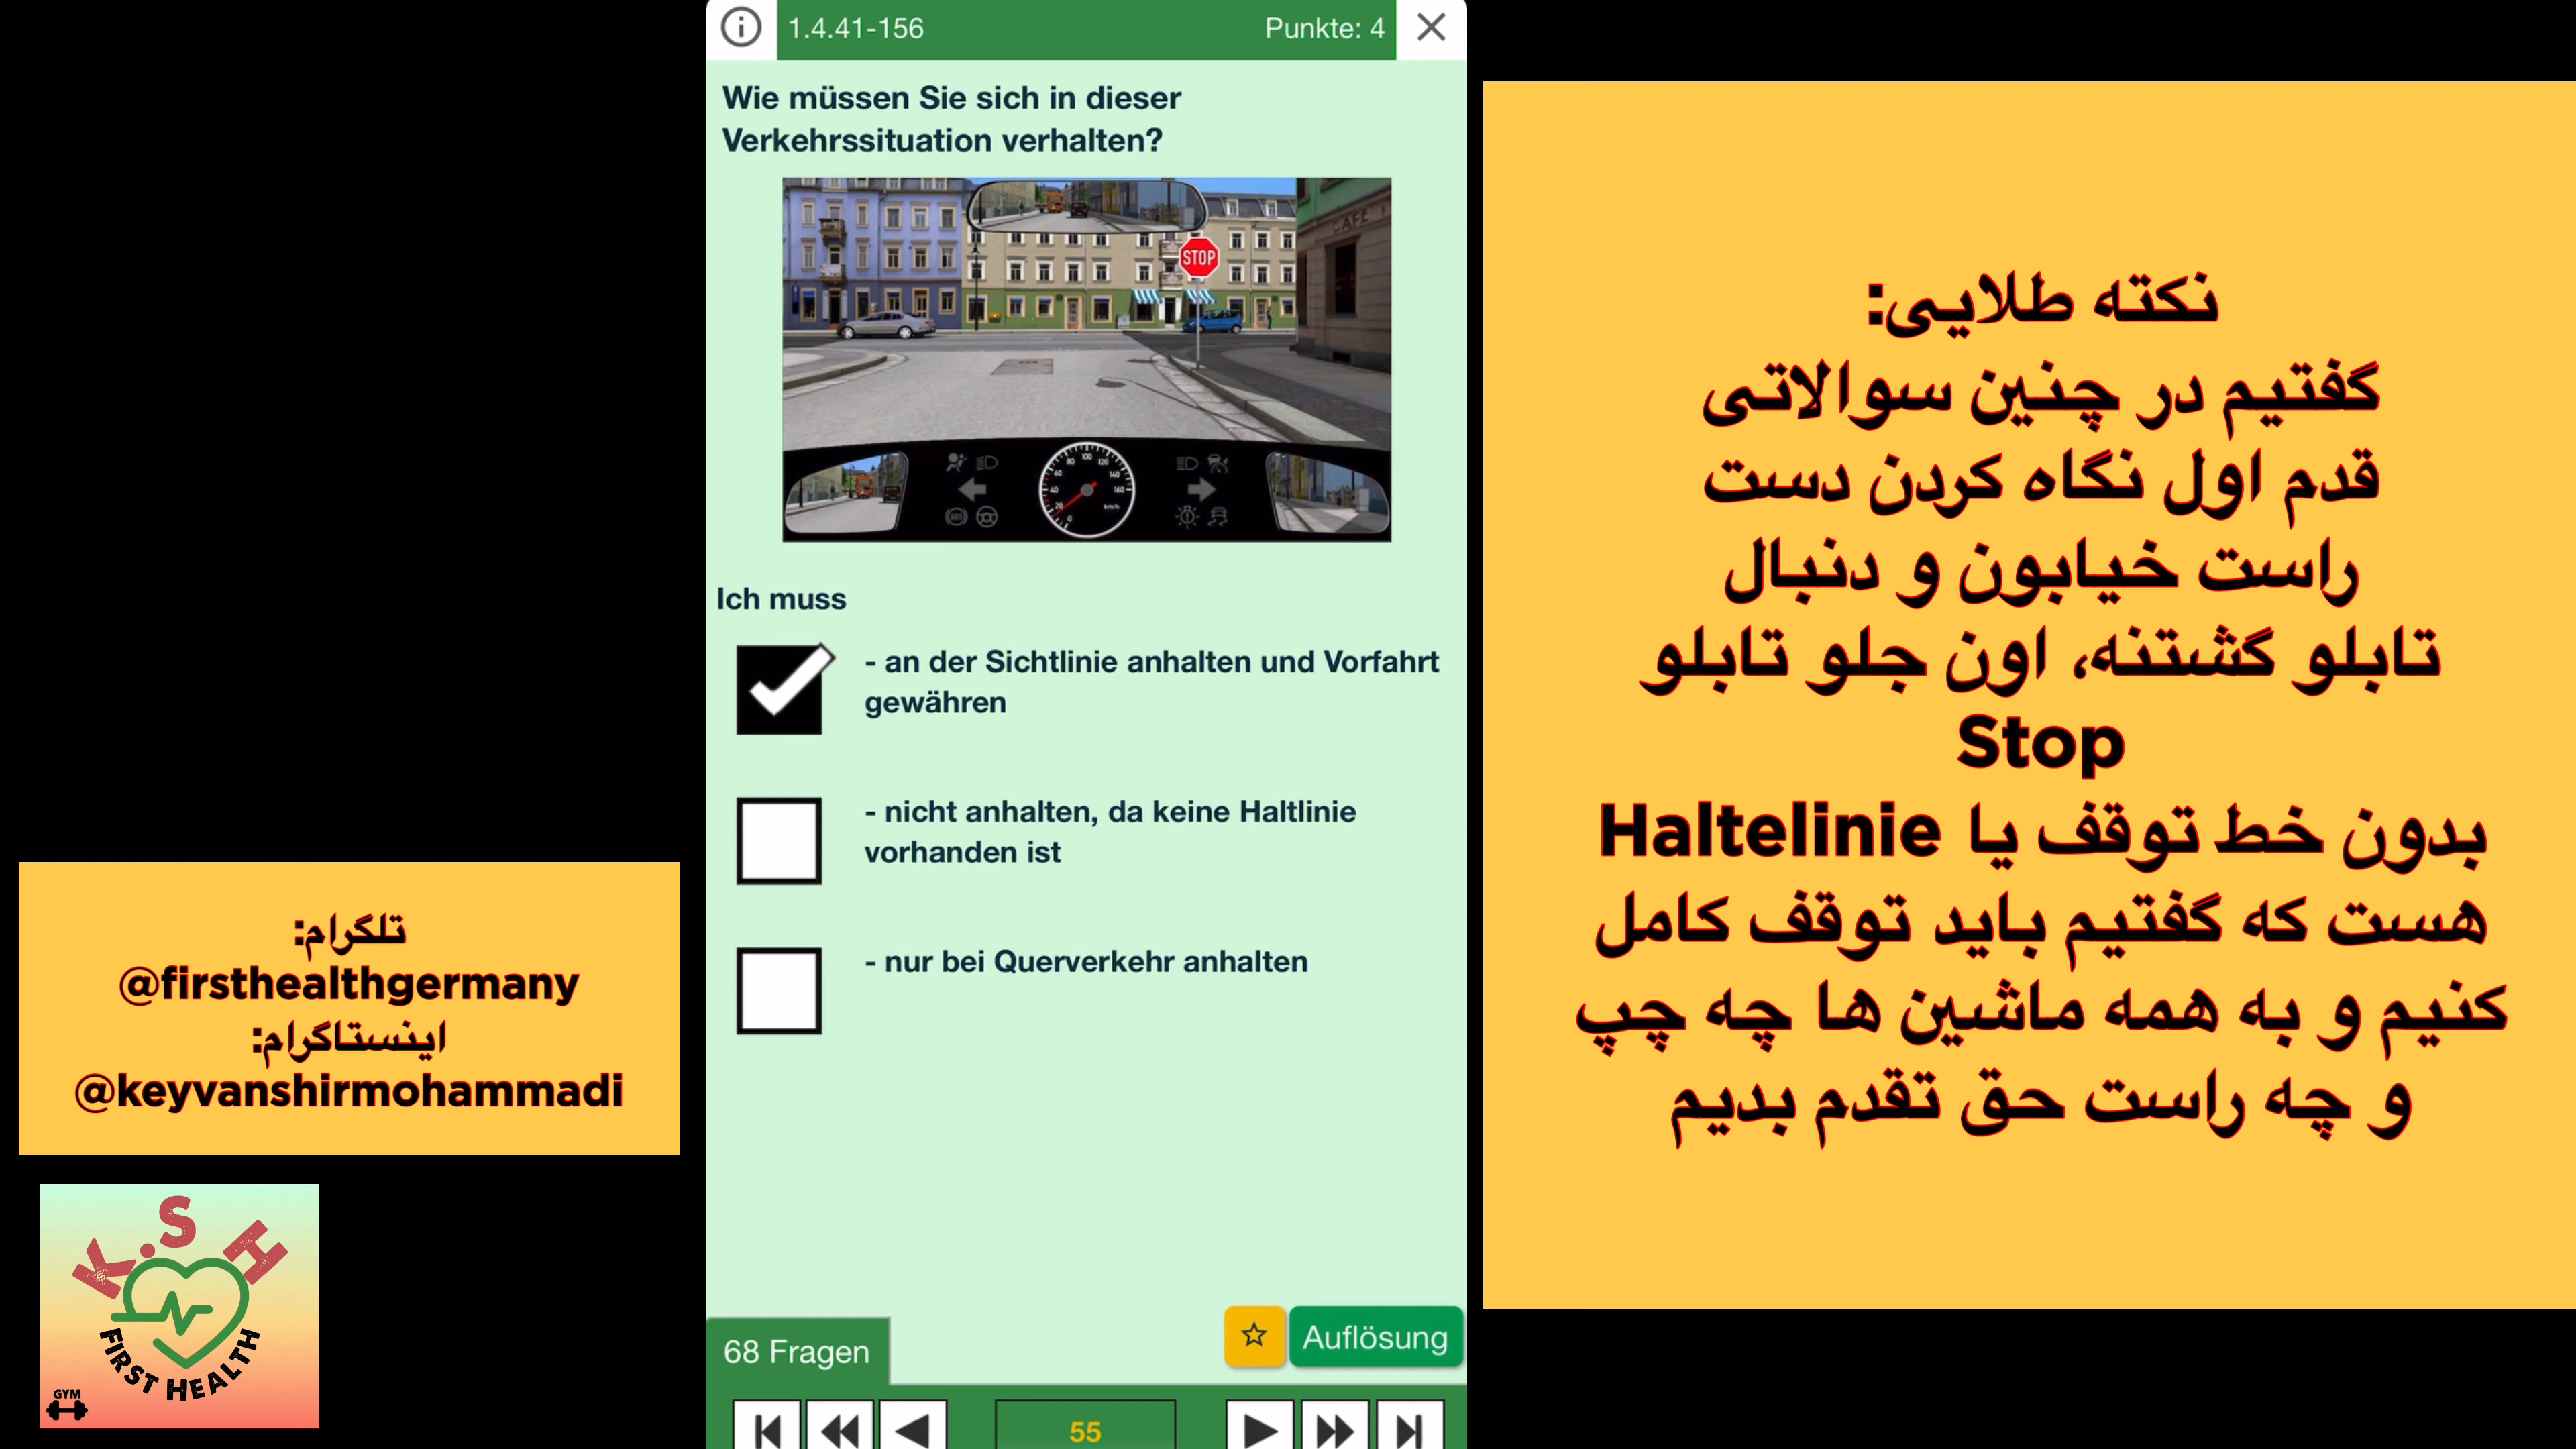 1.4.41-156
Punkte: 4
Wie müssen Sie sich in dieser
Verkehrssituation verhalten?
STOP
CAFE
Ich muss
- an der Sichtlinie anhalten und Vorfahrt
gewähren
- nicht anhalten, da keine Haltlinie
vorhanden ist
- nur bei Querverkehr anhalten
68 Fragen
Auflösung
55
نکته طلایی:
گفتیم در چنین سوالاتی
قدم اول نگاه کردن دست
راست خیابون و دنبال
تابلو گشتنه، اون جلو تابلو
Stop
بدون خط توقف یا Haltelinie
هست که گفتیم باید توقف کامل
کنیم و به همه ماشین ها چه چپ
و چه راست حق تقدم بدیم
تلگرام:
@firsthealthgermany
اینستاگرام:
@keyvanshirmohammadi
K.SH
FIRST HEALTH
GYM